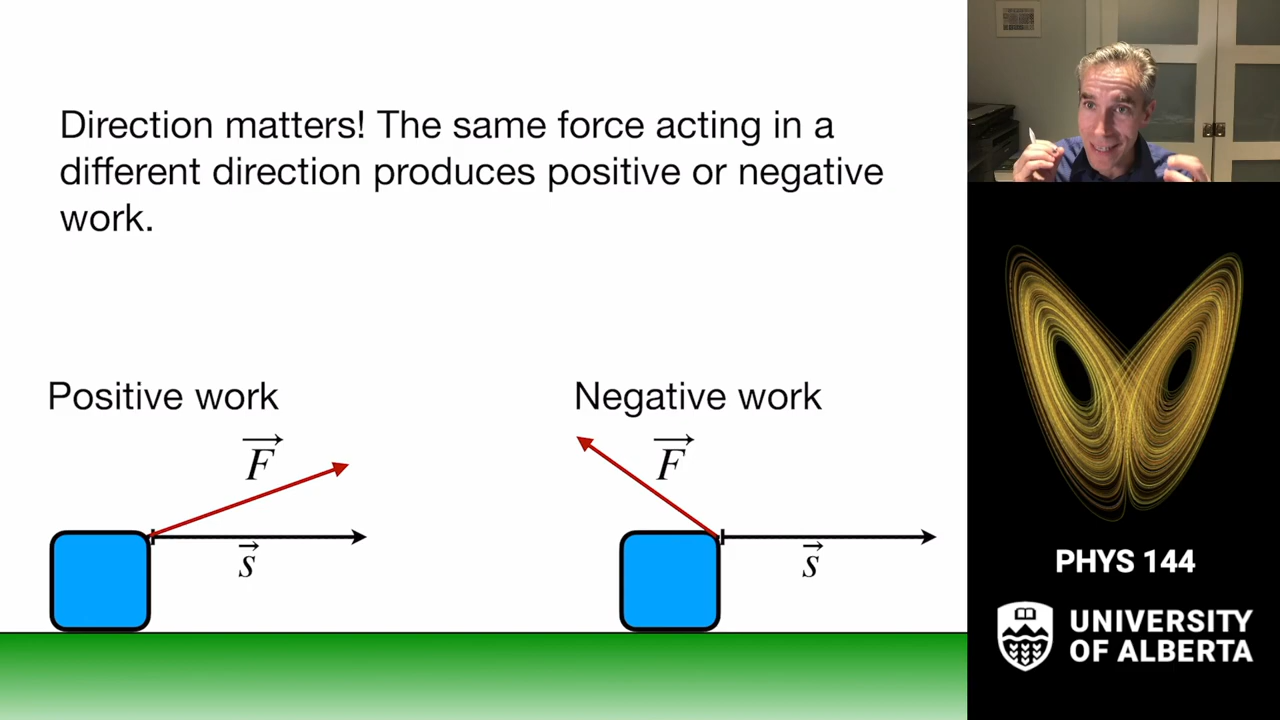 Direction matters! The same force acting in a
different direction produces positive or negative
work.
Positive work
Negative work
F
F
s
s
PHYS 144
UNIVERSITY
OF ALBERTA